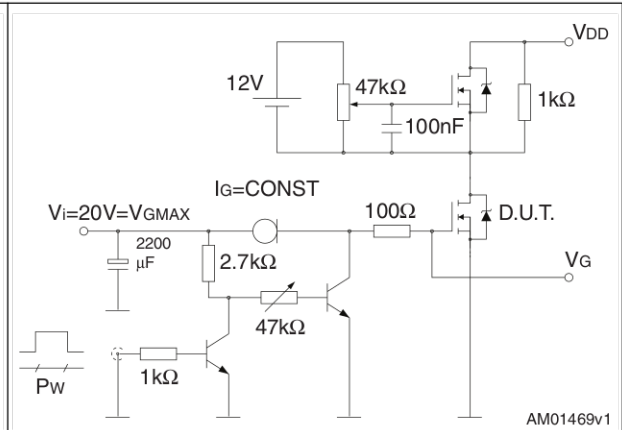 VDD
12V
47kΩ
1kΩ
100nF
IG=CONST
Vi=20V=VGMAX
100Ω
D.U.T.
2200
μF
2.7kΩ
VG
47kΩ
1kΩ
PW
AM01469v1